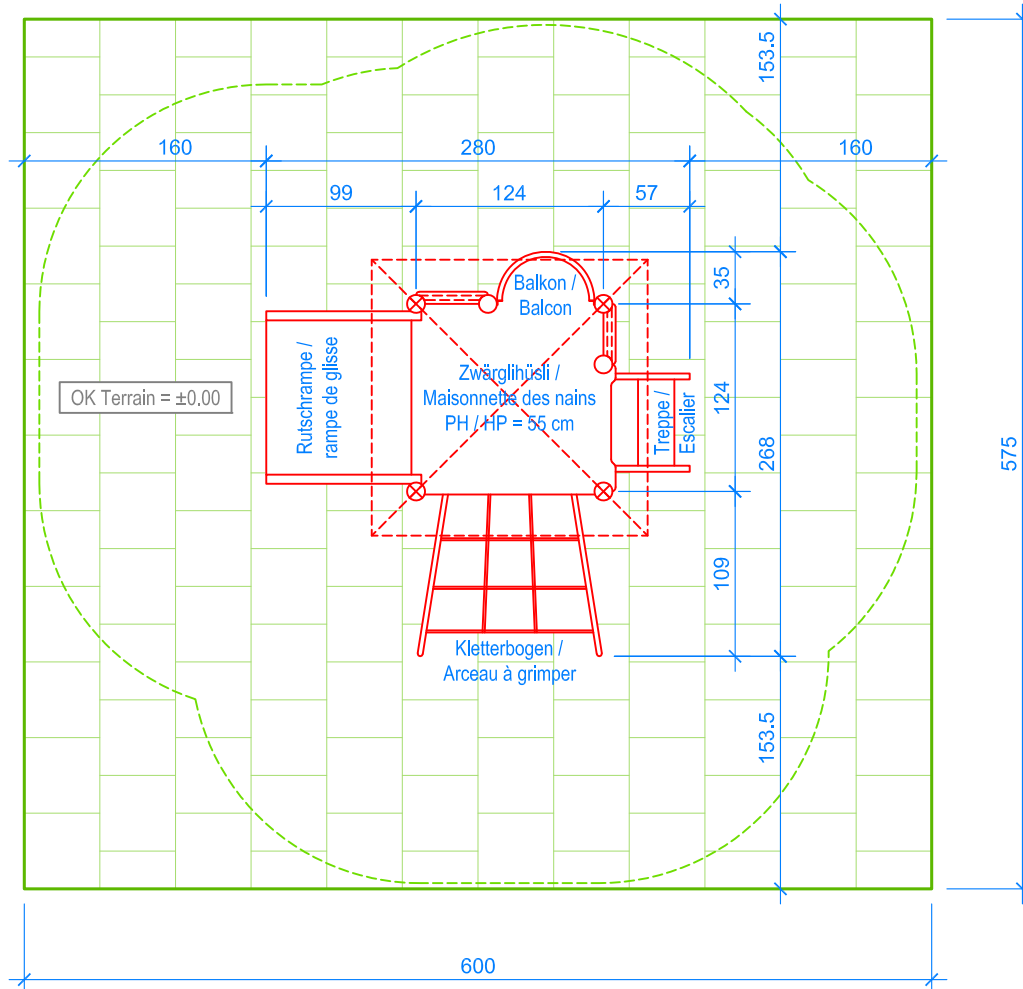 153.5
160
280
160
99
124
57
35
Balkon /
Balcon
Rutschrampe /
rampe de glisse
Zwärglihüsli /
Maisonnette des nains
PH / HP = 55 cm
Treppe /
Escalier
OK Terrain = ±0.00
124
268
575
109
Kletterbogen /
Arceau à grimper
153.5
600